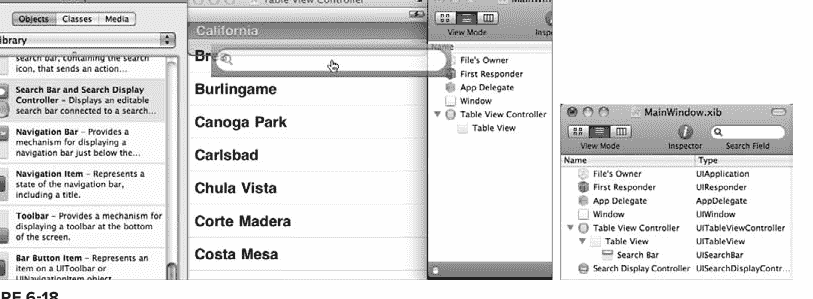 Table View Controller
Objects Classes Media
ibrary
search bar, containing the search
icon, that sends an action...
Search Bar and Search Display
Controller – Displays an editable
search bar connected to a search...
Navigation Bar – Provides a
mechanism for displaying a
navigation bar just below the...
Navigation Item – Represents a
state of the navigation bar,
including a title.
Toolbar – Provides a mechanism for
displaying a toolbar at the bottom
of the screen.
Bar Button Item – Represents an
item on a UIToolbar or
UINavigationItem object
California
Br
Burlingame
Canoga Park
Carlsbad
Chula Vista
Corte Madera
Costa Mesa
View Mode Inspe
Name
File's Owner
First Responder
App Delegate
Window
Table View Controller
Table View
MainWindow.xib
View Mode Inspector Search Field
Name Type
File's Owner UIApplication
First Responder UIResponder
App Delegate AppDelegate
Window UIWindow
Table View Controller UITableViewController
Table View UITableView
Search Bar UISearchBar
Search Display Controller UISearchDisplayContr...
RE 6-18